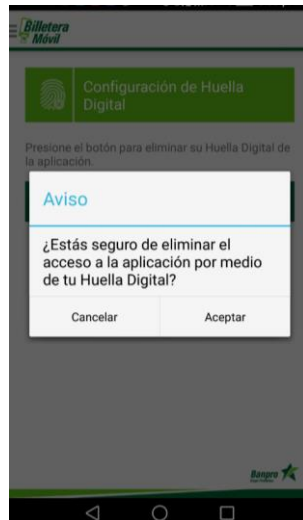 Billetera
Móvil
Configuración de Huella
Digital
Presione el botón para eliminar su Huella Digital de
la aplicación.
Aviso
¿Estás seguro de eliminar el
acceso a la aplicación por medio
de tu Huella Digital?
Cancelar
Aceptar
Banpro